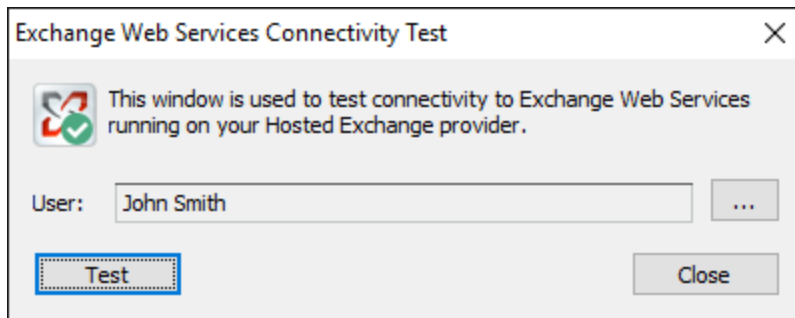 Exchange Web Services Connectivity Test
This window is used to test connectivity to Exchange Web Services
running on your Hosted Exchange provider.
User: John Smith ...
Test Close